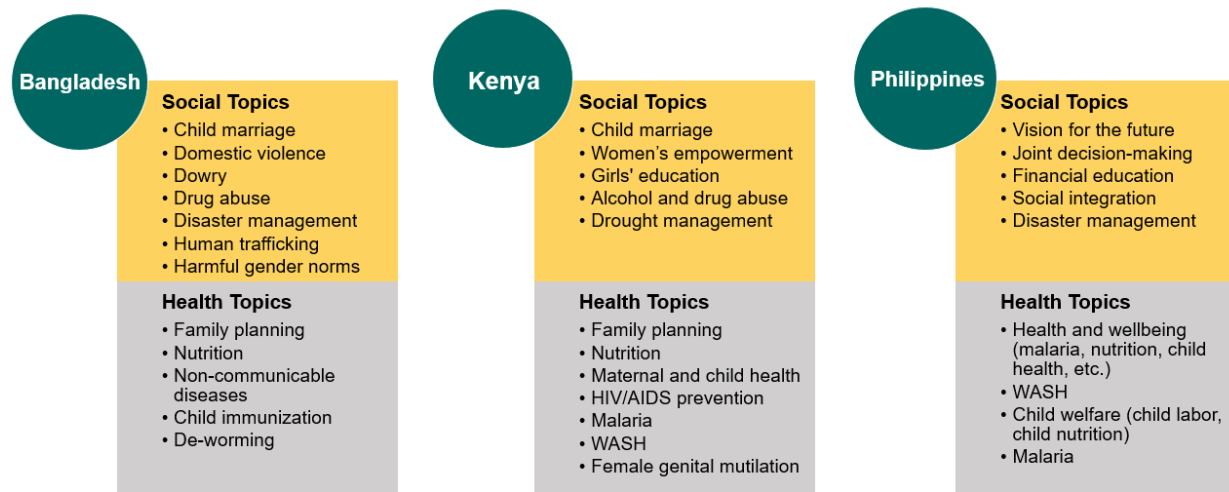 Bangladesh
Social Topics
• Child marriage
• Domestic violence
• Dowry
• Drug abuse
• Disaster management
• Human trafficking
• Harmful gender norms
Health Topics
• Family planning
• Nutrition
• Non-communicable
diseases
• Child immunization
• De-worming
Kenya
Social Topics
• Child marriage
• Women’s empowerment
• Girls' education
• Alcohol and drug abuse
• Drought management
Health Topics
• Family planning
• Nutrition
• Maternal and child health
• HIV/AIDS prevention
• Malaria
• WASH
• Female genital mutilation
Philippines
Social Topics
• Vision for the future
• Joint decision-making
• Financial education
• Social integration
• Disaster management
Health Topics
• Health and wellbeing
(malaria, nutrition, child
health, etc.)
• WASH
• Child welfare (child labor,
child nutrition)
• Malaria